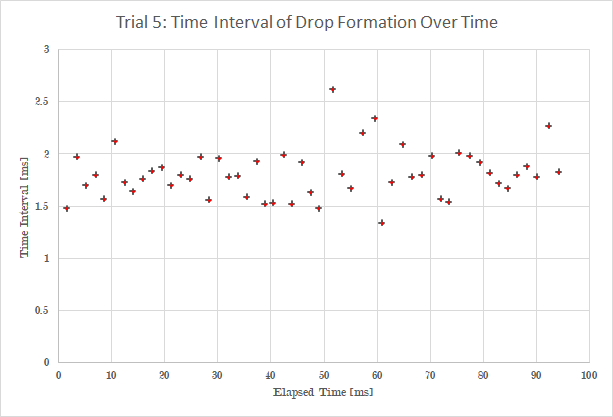 Trial 5: Time Interval of Drop Formation Over Time
3
2.5
2
1.5
1
0.5
0
Time Interval [ms]
0 10 20 30 40 50 60 70 80 90 100
Elapsed Time [ms]